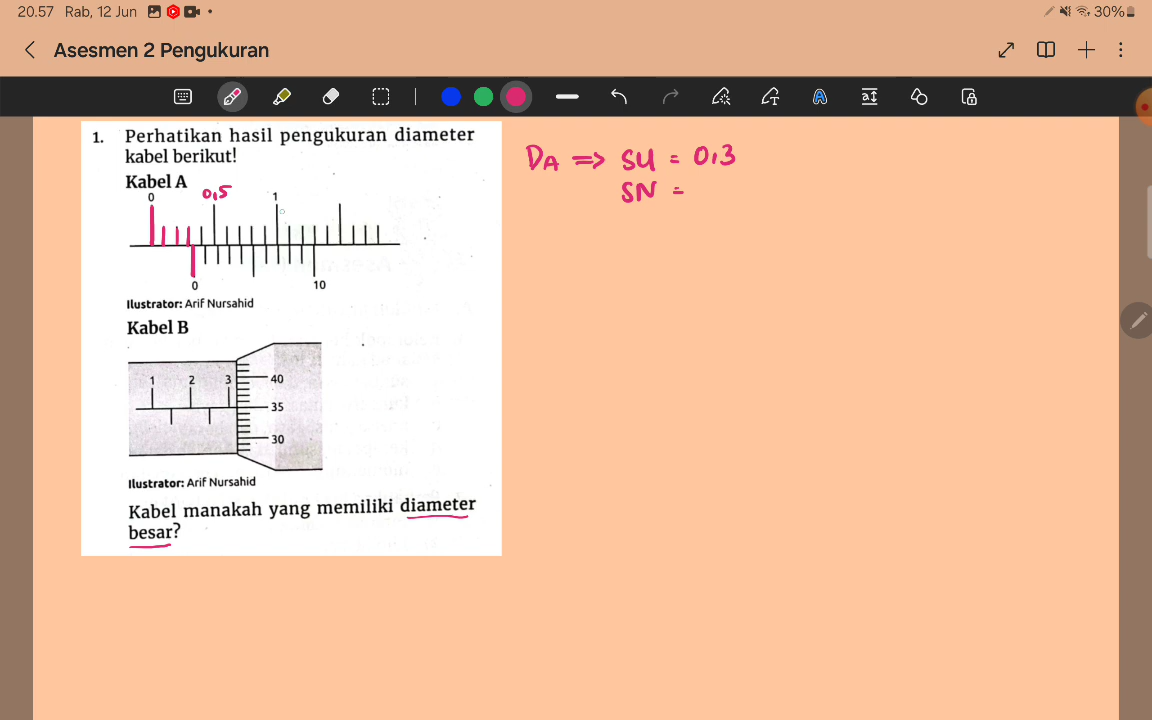 20.57 Rab, 12 Jun
30%
Asesmen 2 Pengukuran
1. Perhatikan hasil pengukuran diameter
kabel berikut!
Kabel A
0 0,5 1
0 10
Ilustrator: Arif Nursahid
Kabel B
1 2 3 40
35
30
Ilustrator: Arif Nursahid
Kabel manakah yang memiliki diameter
besar?
DA => SU = 0,3
SN =